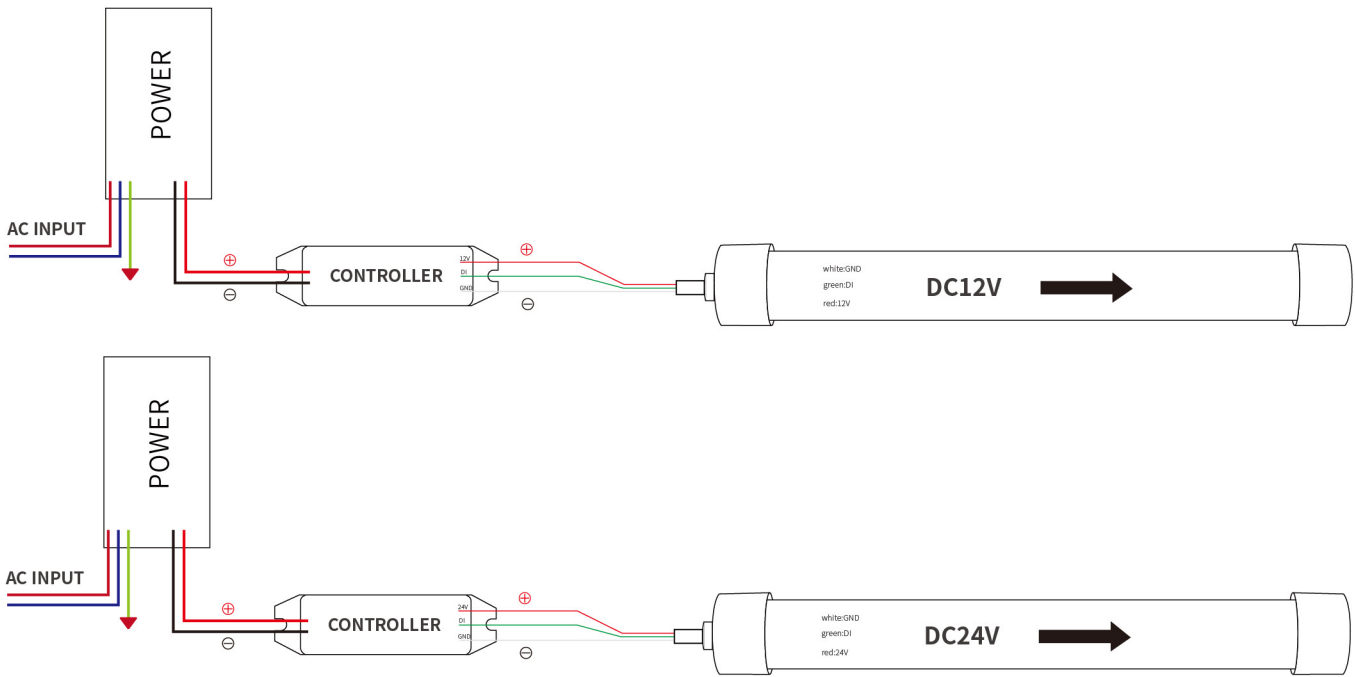 POWER
AC INPUT
⊕
⊖
CONTROLLER
12V
DI
GND
⊕
⊖
white:GND
green:DI
red:12V
DC12V
POWER
AC INPUT
⊕
⊖
CONTROLLER
24V
DI
GND
⊕
⊖
white:GND
green:DI
red:24V
DC24V